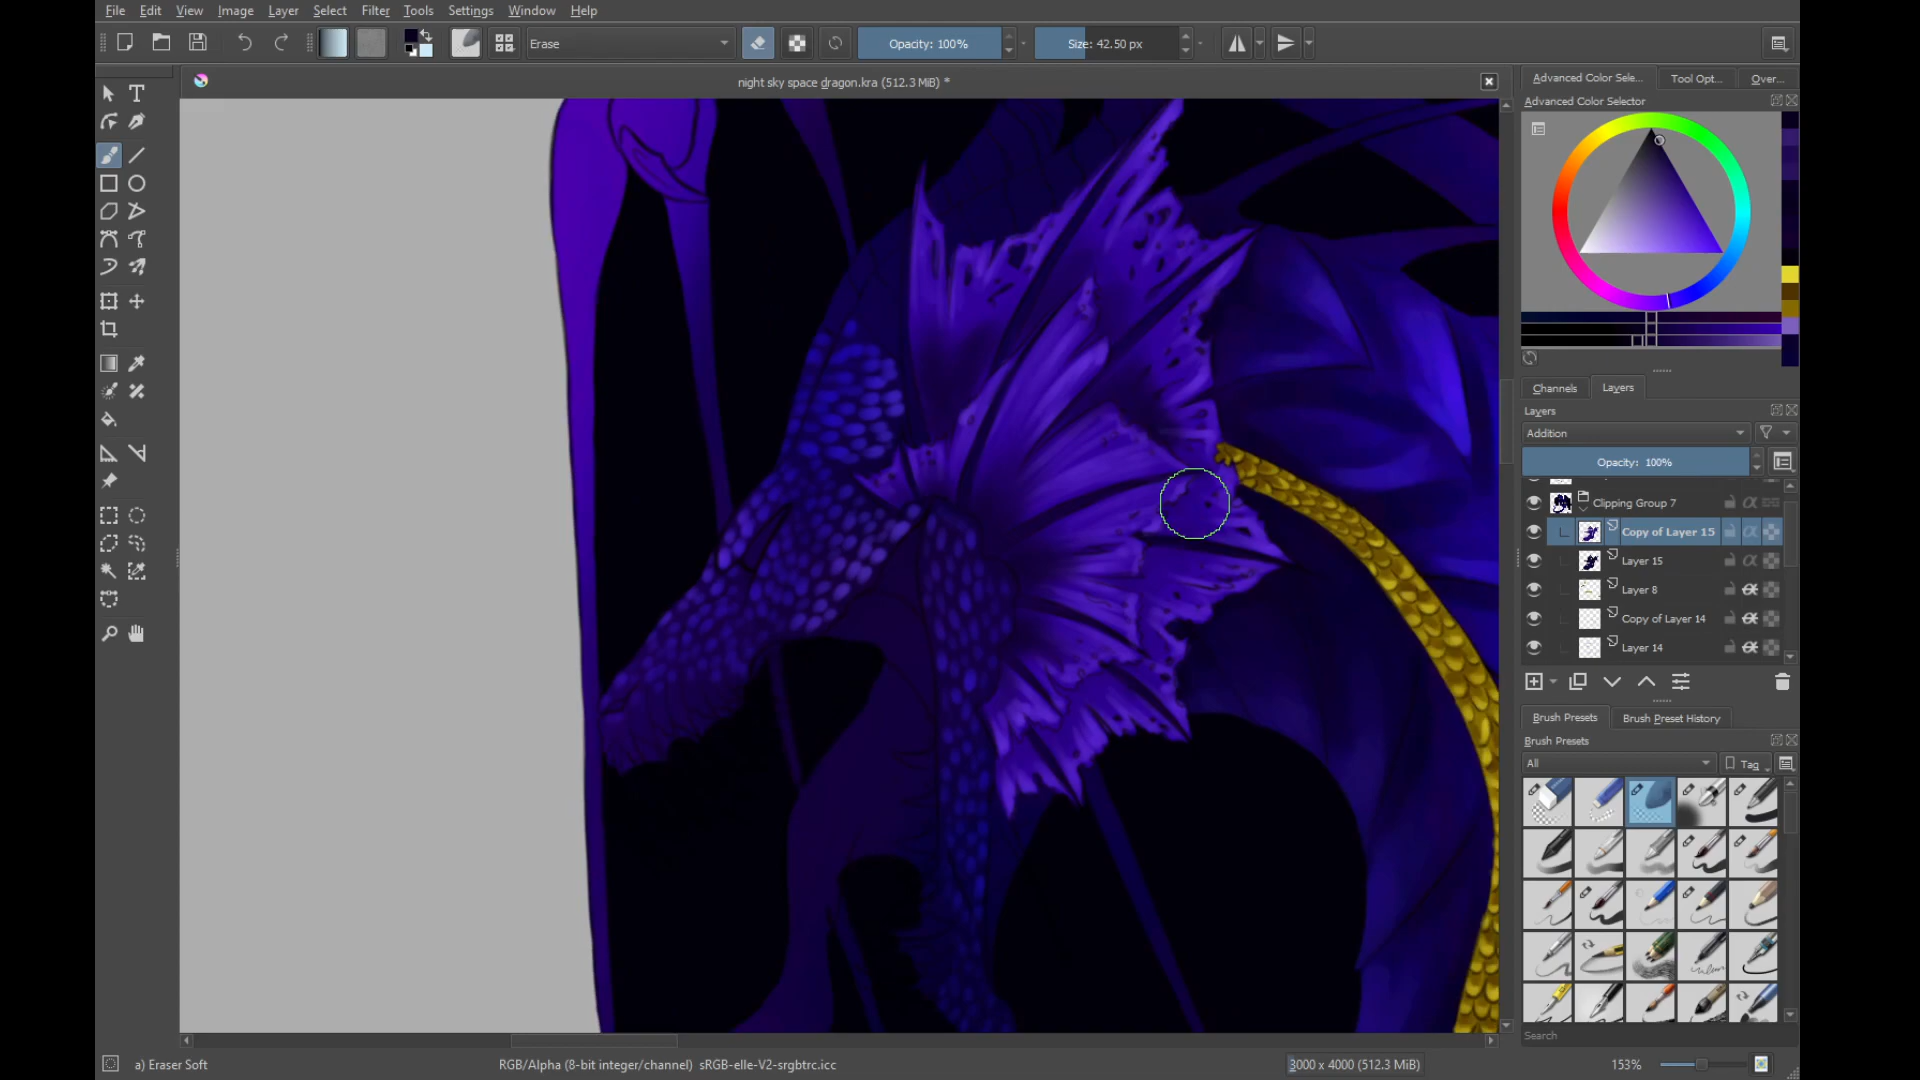 File Edit View Image Layer Select Filter Tools Settings Window Help
Erase Opacity: 100% Size: 42.50 px
night sky space dragon.kra (512.3 MiB) *
Advanced Color Sele... Tool Opt... Over...
Advanced Color Selector
Channels Layers
Layers
Addition
Opacity: 100%
Clipping Group 7
Copy of Layer 15
Layer 15
Layer 8
Copy of Layer 14
Layer 14
Brush Presets Brush Preset History
Brush Presets
All Tag
Search
a) Eraser Soft RGB/Alpha (8-bit integer/channel) sRGB-elle-V2-srgbtrc.icc 3000 x 4000 (512.3 MiB) 153%